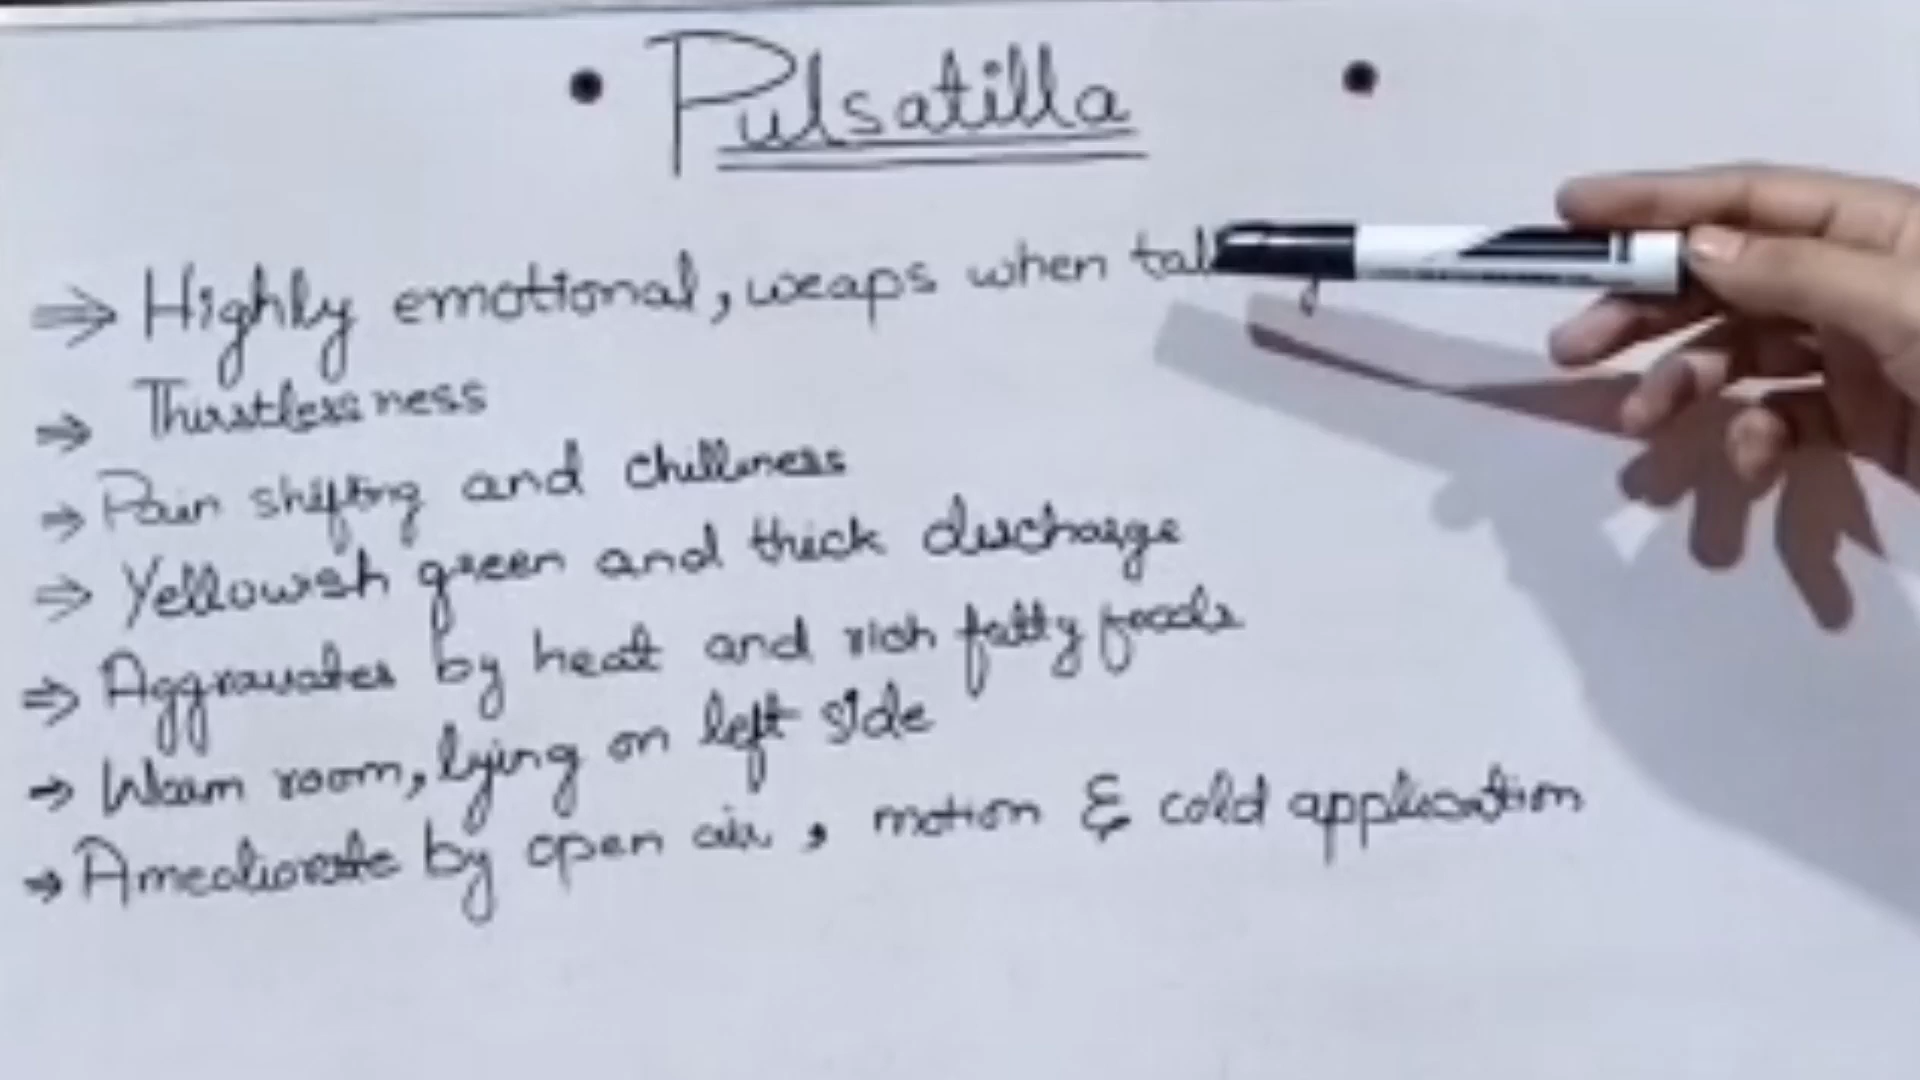 Pulsatilla
⇒ Highly emotional, weaps when tal
⇒ Thirstlessness
⇒ Pain shifting and chilliness
⇒ Yellowish green and thick discharge
⇒ Aggravates by heat and rich fatty foods
→ Warm room, lying on left side
→ Ameliorate by open air, motion & cold application